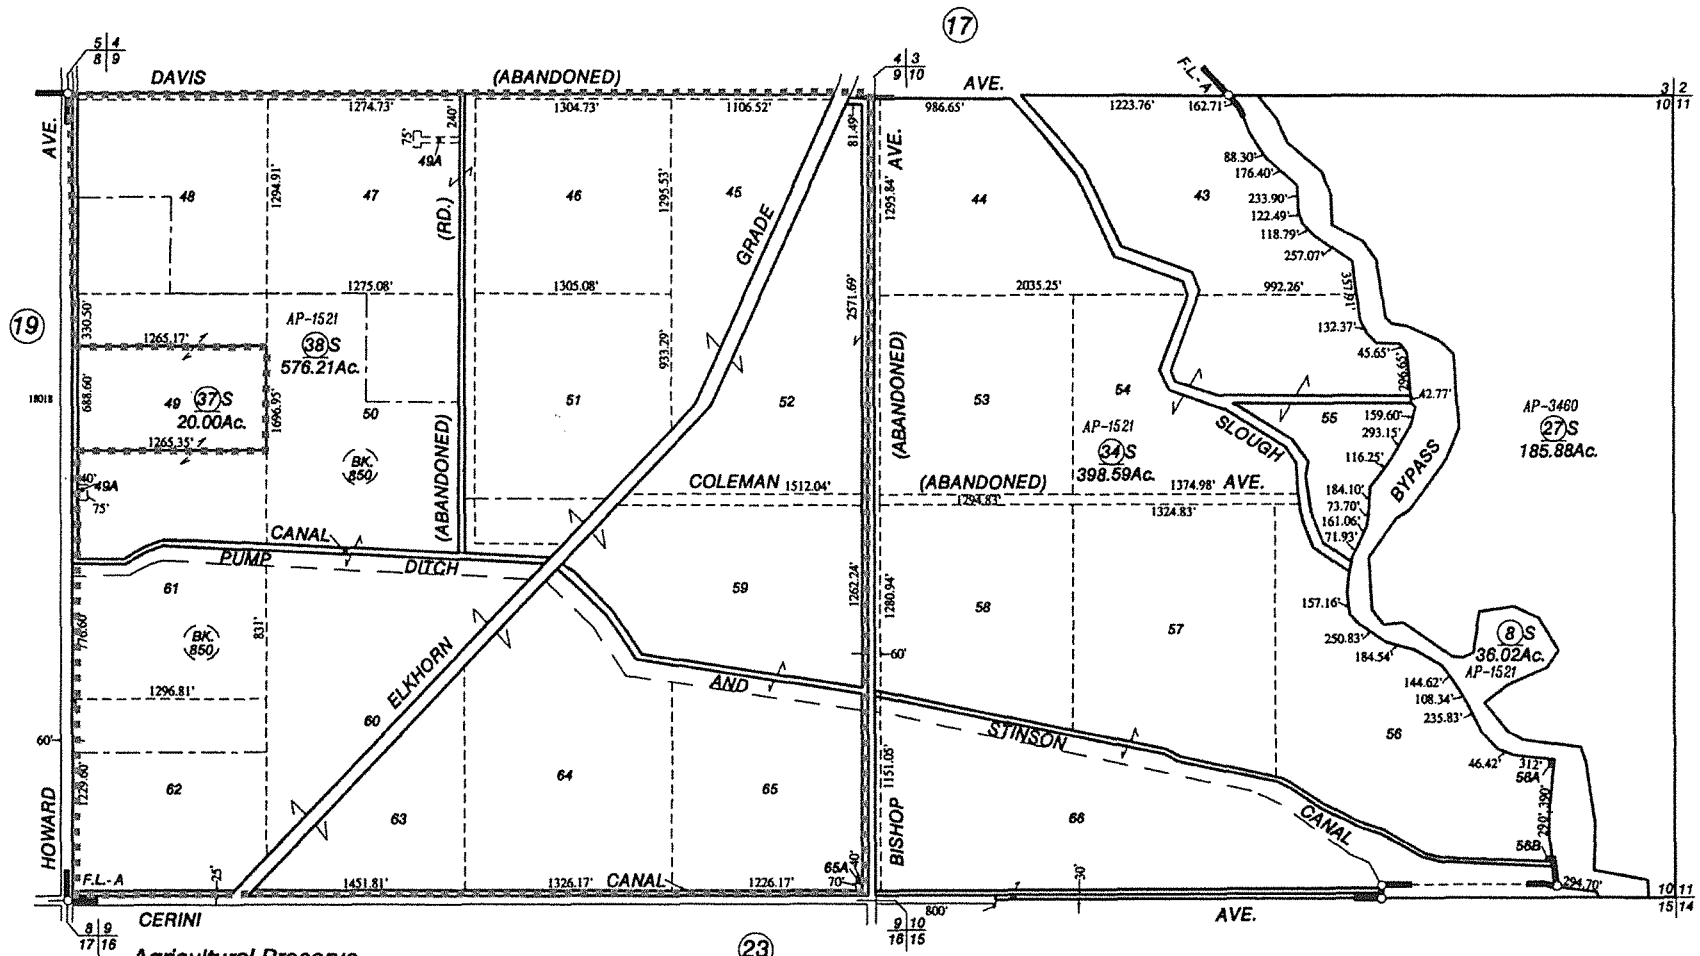 17
5 4
8 9
4 3
9 10
3 2
10 11
DAVIS (ABANDONED) AVE.
F.L.-A
1274.73' 1304.73' 1106.52' 986.65' 1223.76' 162.71'
AVE.
240'
75'
49A
81.49'
AVE.
88.30'
176.40'
48 47 46 45 44 43
1294.91'
1295.53'
1295.84'
233.90'
122.49'
118.79'
257.07'
(RD.)
GRADE
357.91'
1275.08' 1305.08' 2035.25' 992.26'
19
330.50'
1265.17'
AP-1521
38 S
576.21Ac.
933.29'
2571.69'
(ABANDONED)
132.37'
45.65'
296.65'
42.77'
18018
688.60'
49 37 S
20.00Ac.
1696.95'
1265.35'
50 51 52 53 54 55
159.60'
293.15'
116.25'
AP-1521
34 S
398.59Ac.
SLOUGH
BYPASS
AP-3460
27 S
185.88Ac.
BK.
850
(ABANDONED)
40'
49A
75'
COLEMAN 1512.04' (ABANDONED) 1374.98' AVE.
1294.83' 1324.83'
184.10'
73.70'
161.06'
71.93'
CANAL
PUMP DITCH
61 59 58 57
776.60'
831'
BK.
850
1262.24'
1280.94'
60'
157.16'
250.83'
184.54'
8 S
36.02Ac.
AP-1521
144.62'
108.34'
235.83'
1296.81'
ELKHORN
AND
STINSON
60'
60 56
46.42'
312'
56A
62 64 65
1229.60'
1151.05'
290', 390'
63 66
CANAL
56B
HOWARD
BISHOP
65A 40'
70'
F.L.-A
25'
30'
1451.81' 1326.17' CANAL 1226.17'
294.70'
10 11
15 14
CERINI
800'
AVE.
8 9
17 16
9 10
16 15
Agricultural Preserve
23